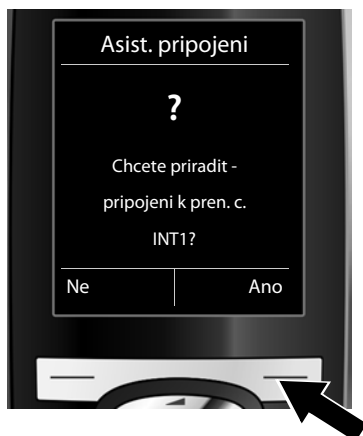 Asist. pripojeni
?
Chcete priradit -
pripojeni k pren. c.
INT1?
Ne Ano